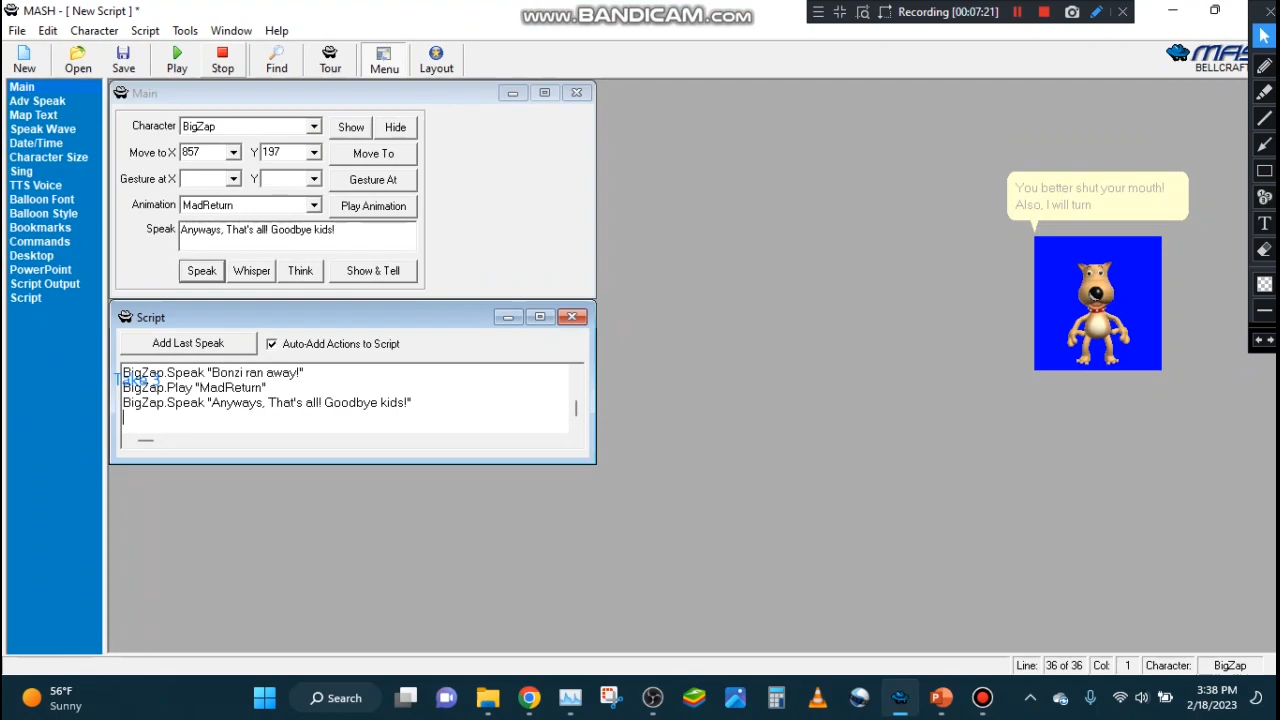 MASH - [ New Script ] *
www.BANDICAM.com
Recording [00:07:21]
File Edit Character Script Tools Window Help
New Open Save Play Stop Find Tour Menu Layout
BELLCRAFT
Main
Adv Speak
Map Text
Speak Wave
Date/Time
Character Size
Sing
TTS Voice
Balloon Font
Balloon Style
Bookmarks
Commands
Desktop
PowerPoint
Script Output
Script
Main
Character BigZap Show Hide
Move to X 857 Y 197 Move To
Gesture at X Y Gesture At
Animation MadReturn Play Animation
Speak Anyways, That's all! Goodbye kids!
Speak Whisper Think Show & Tell
Script
Add Last Speak Auto-Add Actions to Script
BigZap.Speak "Bonzi ran away!"
Take 3
BigZap.Play "MadReturn"
BigZap.Speak "Anyways, That's all! Goodbye kids!"
You better shut your mouth!
Also, I will turn
Line: 36 of 36 Col: 1 Character: BigZap
56°F
Sunny
Search
3:38 PM
2/18/2023